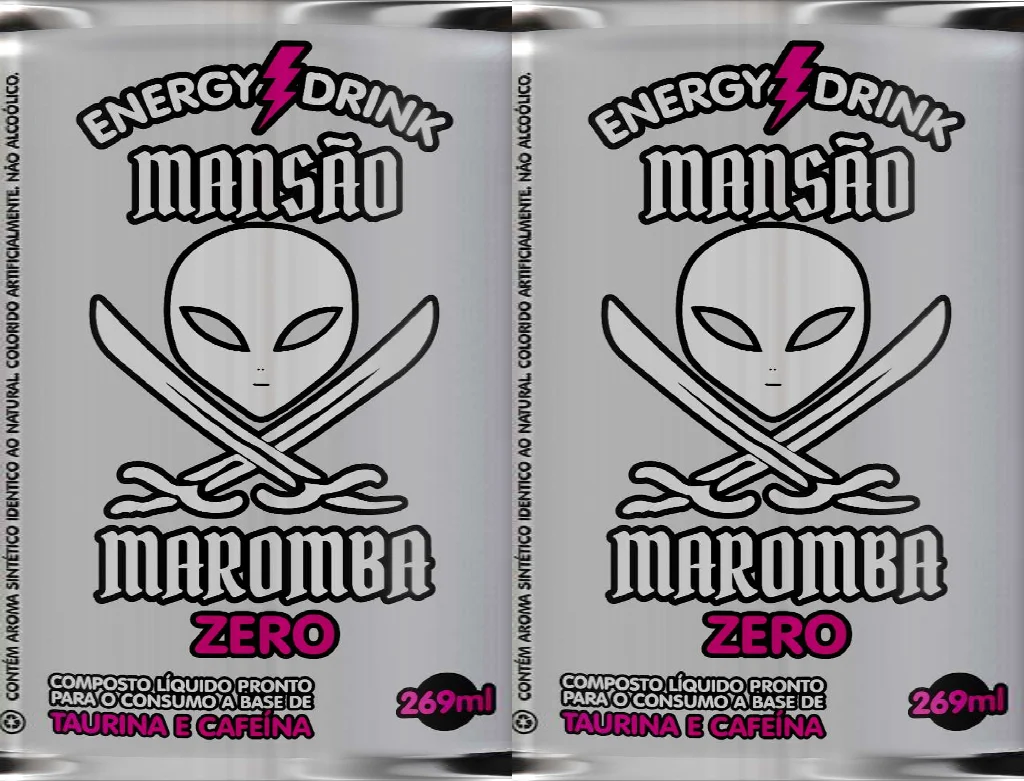 ENERGY DRINK
MANSÃO
MAROMBA
ZERO
COMPOSTO LÍQUIDO PRONTO
PARA O CONSUMO A BASE DE
TAURINA E CAFEÍNA
269ml
CONTÉM AROMA SINTÉTICO IDENTICO AO NATURAL. COLORIDO ARTIFICIALMENTE. NÃO ALCOÓLICO.
ENERGY DRINK
MANSÃO
MAROMBA
ZERO
COMPOSTO LÍQUIDO PRONTO
PARA O CONSUMO A BASE DE
TAURINA E CAFEÍNA
269ml
CONTÉM AROMA SINTÉTICO IDENTICO AO NATURAL. COLORIDO ARTIFICIALMENTE. NÃO ALCOÓLICO.